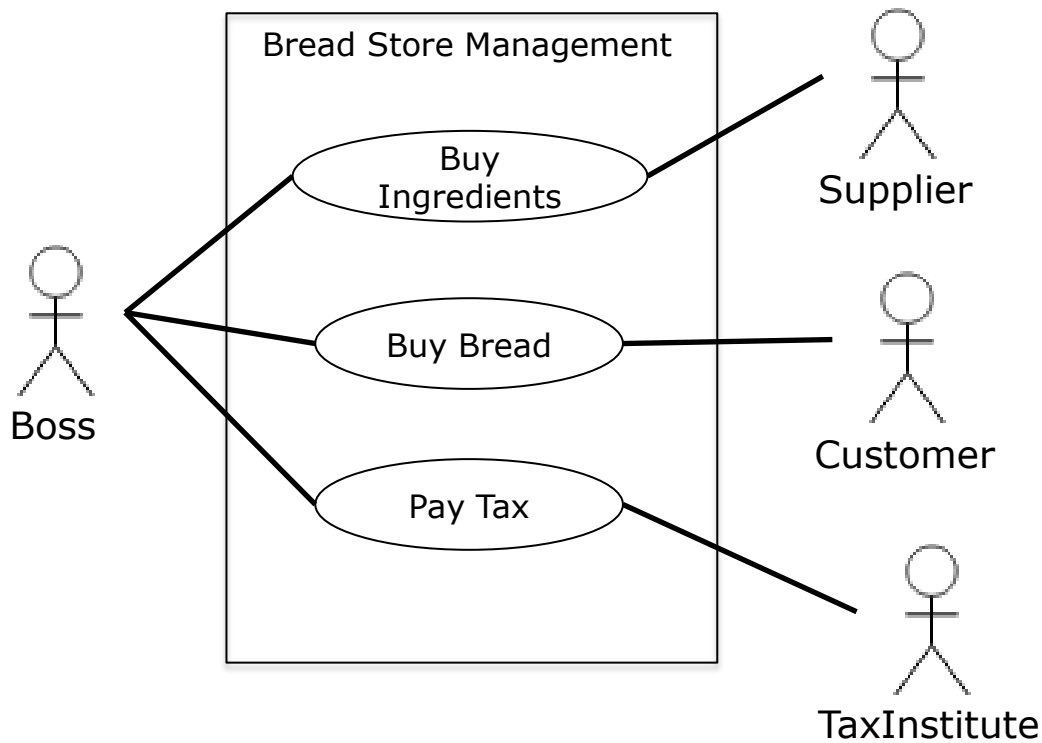 Bread Store Management
Buy
Ingredients
Supplier
Buy Bread
Boss
Customer
Pay Tax
TaxInstitute